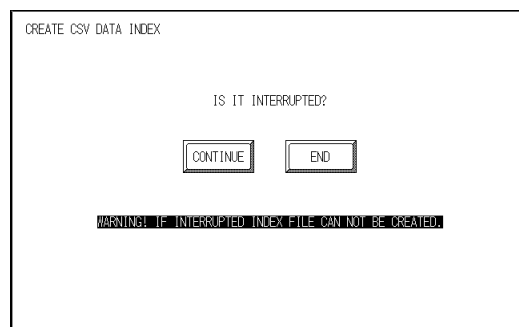 CREATE CSV DATA INDEX
IS IT INTERRUPTED?
CONTINUE END
WARNING! IF INTERRUPTED INDEX FILE CAN NOT BE CREATED.